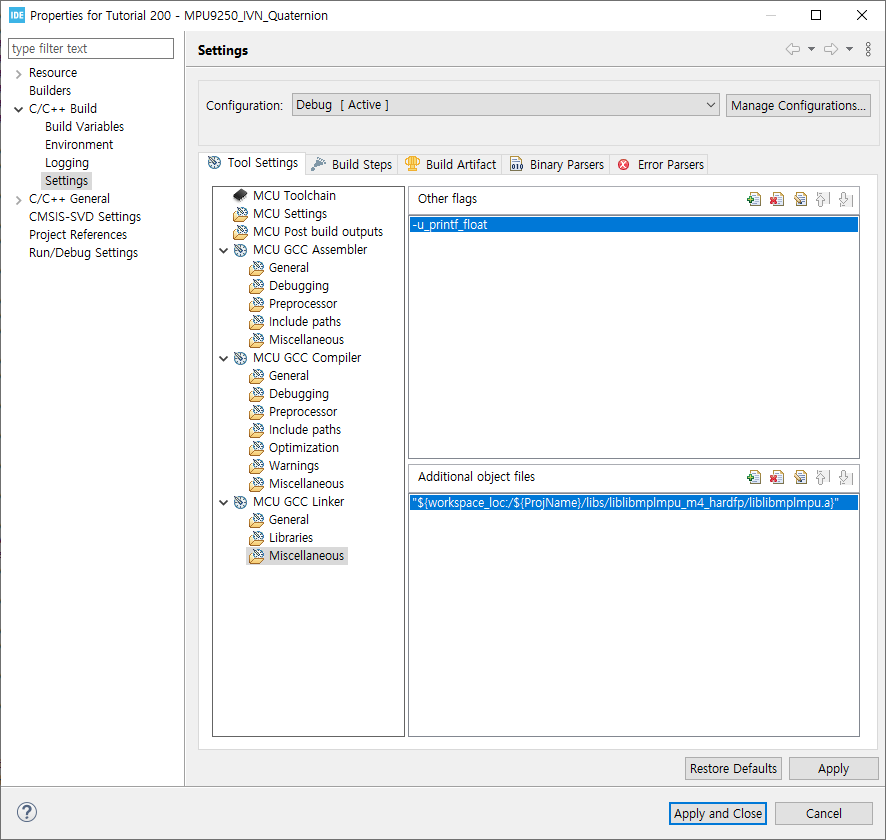 IDE Properties for Tutorial 200 - MPU9250_IVN_Quaternion
type filter text
Resource
Builders
C/C++ Build
Build Variables
Environment
Logging
Settings
C/C++ General
CMSIS-SVD Settings
Project References
Run/Debug Settings
Settings
Configuration: Debug [ Active ] Manage Configurations...
Tool Settings Build Steps Build Artifact Binary Parsers Error Parsers
MCU Toolchain
MCU Settings
MCU Post build outputs
MCU GCC Assembler
General
Debugging
Preprocessor
Include paths
Miscellaneous
MCU GCC Compiler
General
Debugging
Preprocessor
Include paths
Optimization
Warnings
Miscellaneous
MCU GCC Linker
General
Libraries
Miscellaneous
Other flags
-u_printf_float
Additional object files
"${workspace_loc:/${ProjName}/libs/liblibmplmpu_m4_hardfp/liblibmplmpu.a}"
Restore Defaults Apply
? Apply and Close Cancel